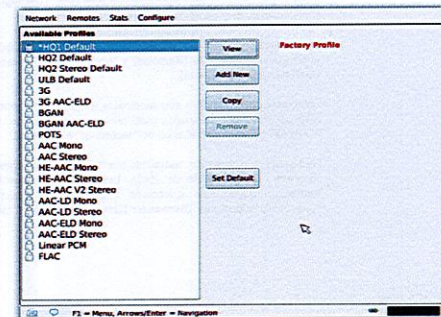 Network Remotes Stats Configure
Available Profiles
*HQ1 Default
HQ2 Default
HQ2 Stereo Default
ULB Default
3G
3G AAC-ELD
BGAN
BGAN AAC-ELD
POTS
AAC Mono
AAC Stereo
HE-AAC Mono
HE-AAC Stereo
HE-AAC V2 Stereo
AAC-LD Mono
AAC-LD Stereo
AAC-ELD Mono
AAC-ELD Stereo
Linear PCM
FLAC
View
Add New
Copy
Remove
Set Default
Factory Profile
F1 = Menu, Arrows/Enter = Navigation